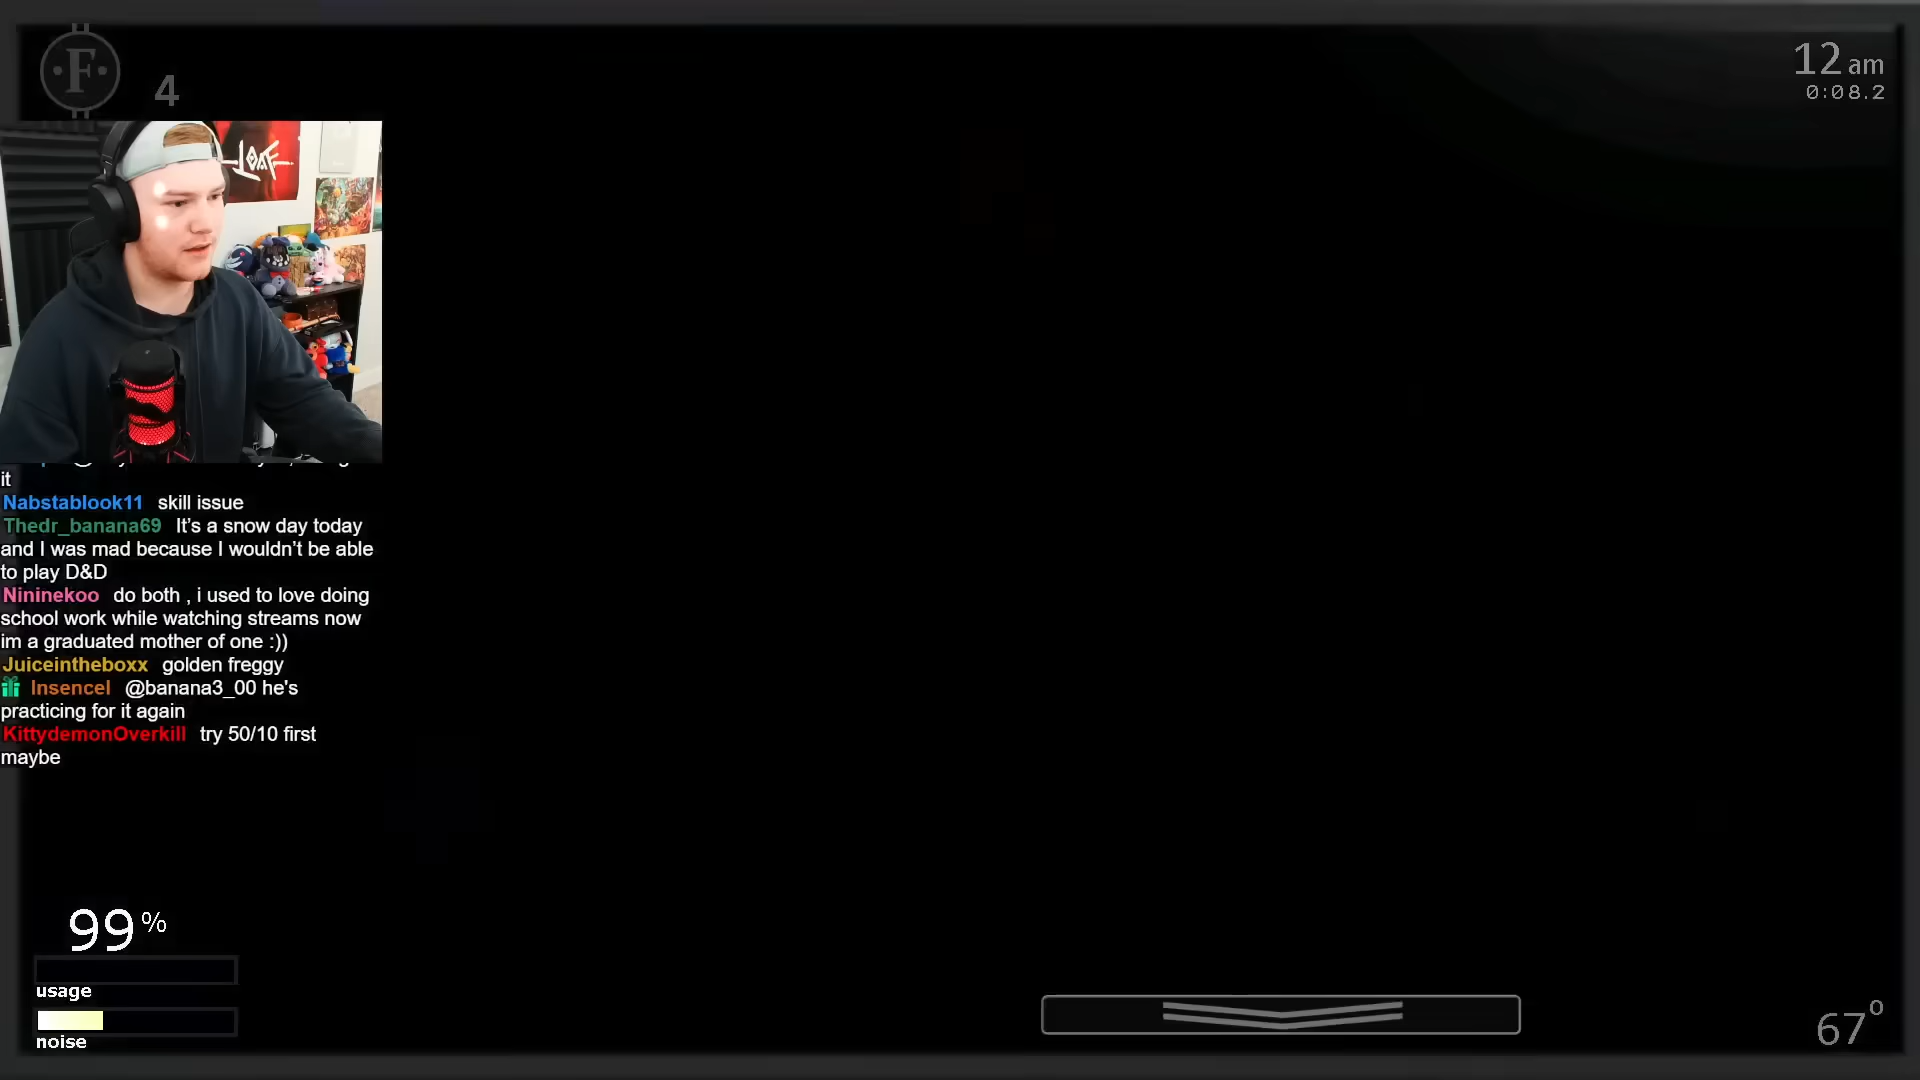 F
4
12 am
0:08.2
LOAF
it
Nabstablook11 skill issue
Thedr_banana69 It's a snow day today
and I was mad because I wouldn't be able
to play D&D
Nininekoo do both , i used to love doing
school work while watching streams now
im a graduated mother of one :))
Juiceintheboxx golden freggy
Insencel @banana3_00 he's
practicing for it again
KittydemonOverkill try 50/10 first
maybe
99%
usage
noise
67°